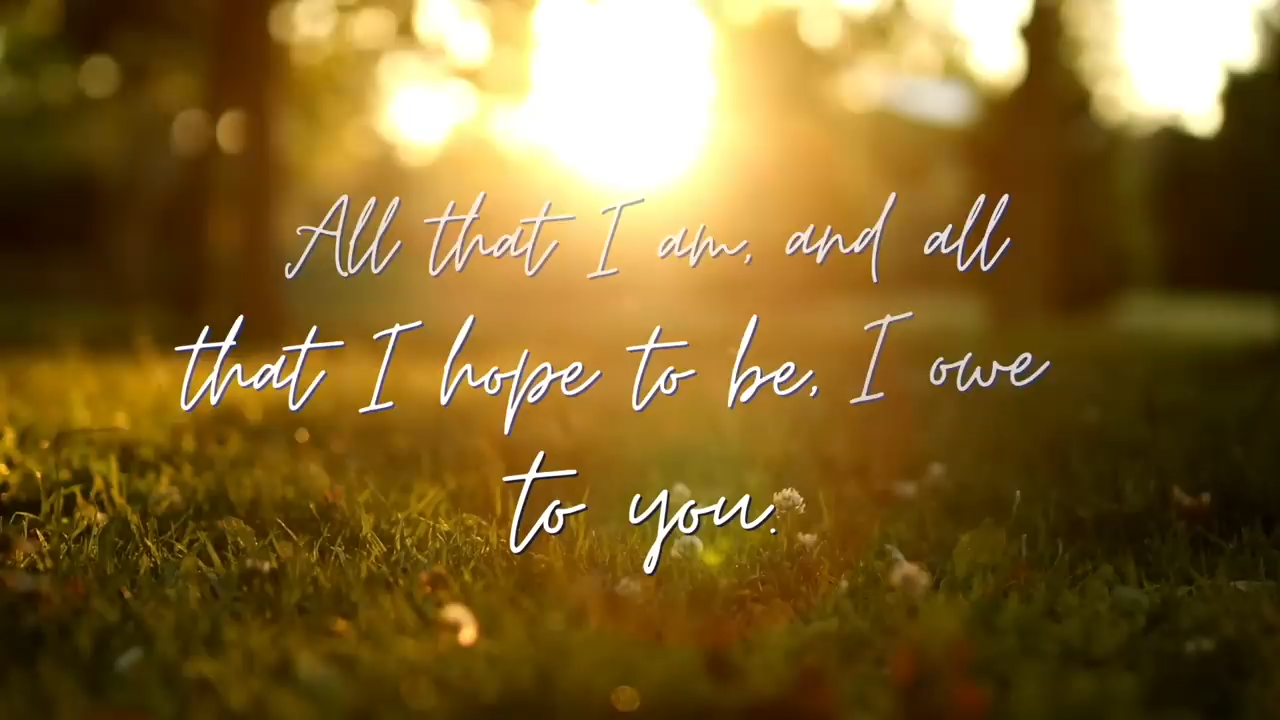 All that I am, and all
that I hope to be, I owe
to you.